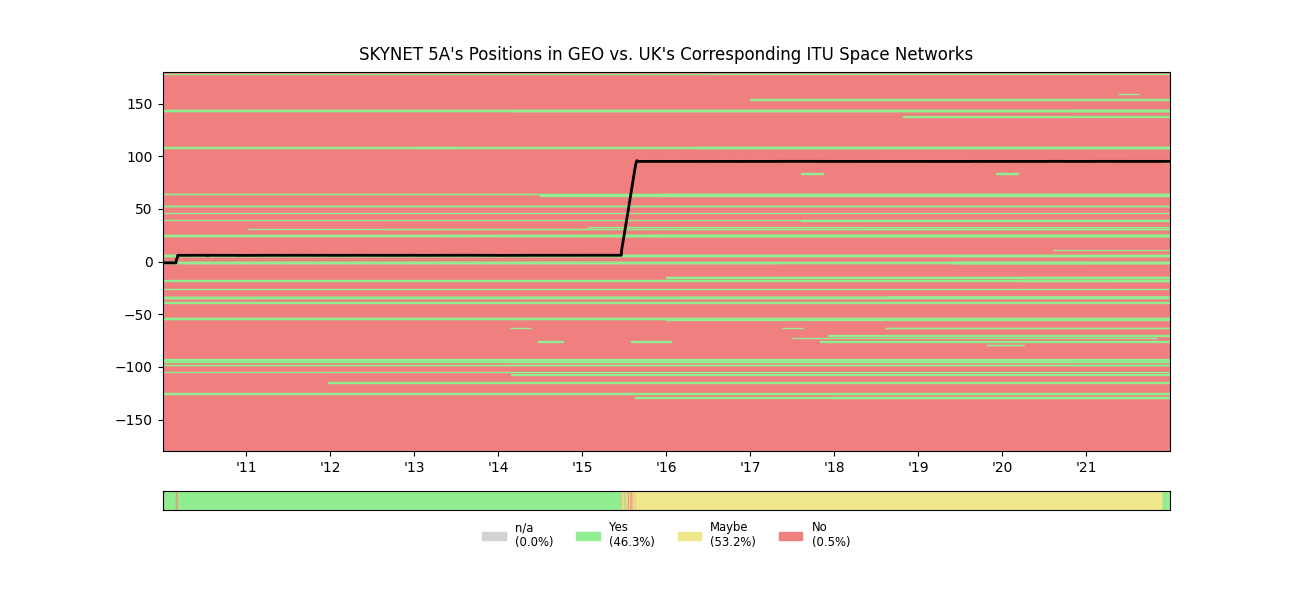 SKYNET 5A's Positions in GEO vs. UK's Corresponding ITU Space Networks
150
100
50
0
−50
−100
−150
'11 '12 '13 '14 '15 '16 '17 '18 '19 '20 '21
n/a Yes Maybe No
(0.0%) (46.3%) (53.2%) (0.5%)